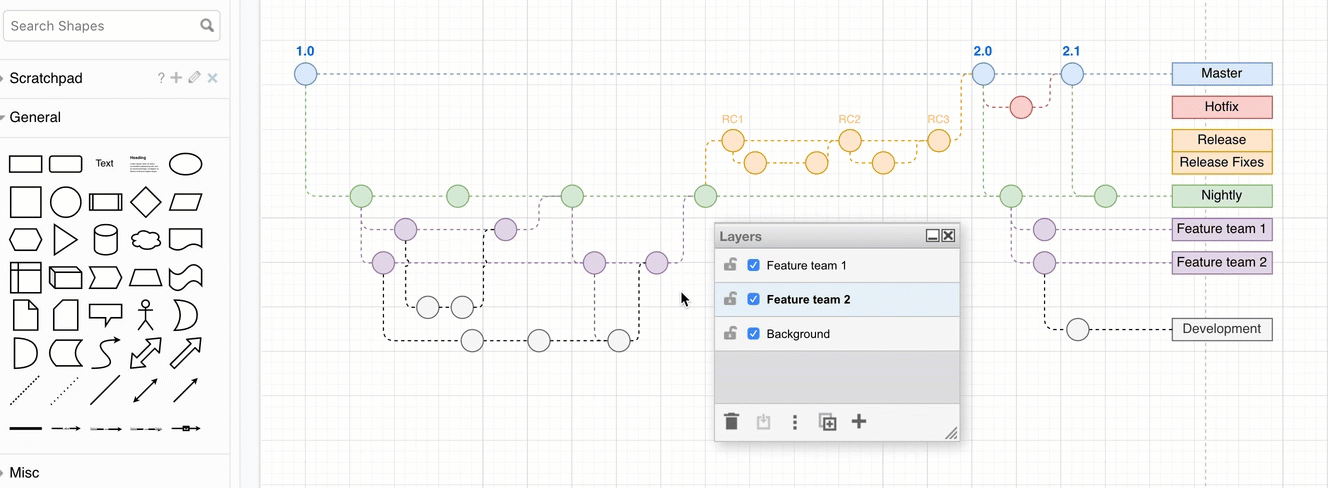 Search Shapes
Scratchpad
?
General
Text
Heading
Misc
1.0
2.0
2.1
RC1
RC2
RC3
Master
Hotfix
Release
Release Fixes
Nightly
Feature team 1
Feature team 2
Development
Layers
Feature team 1
Feature team 2
Background